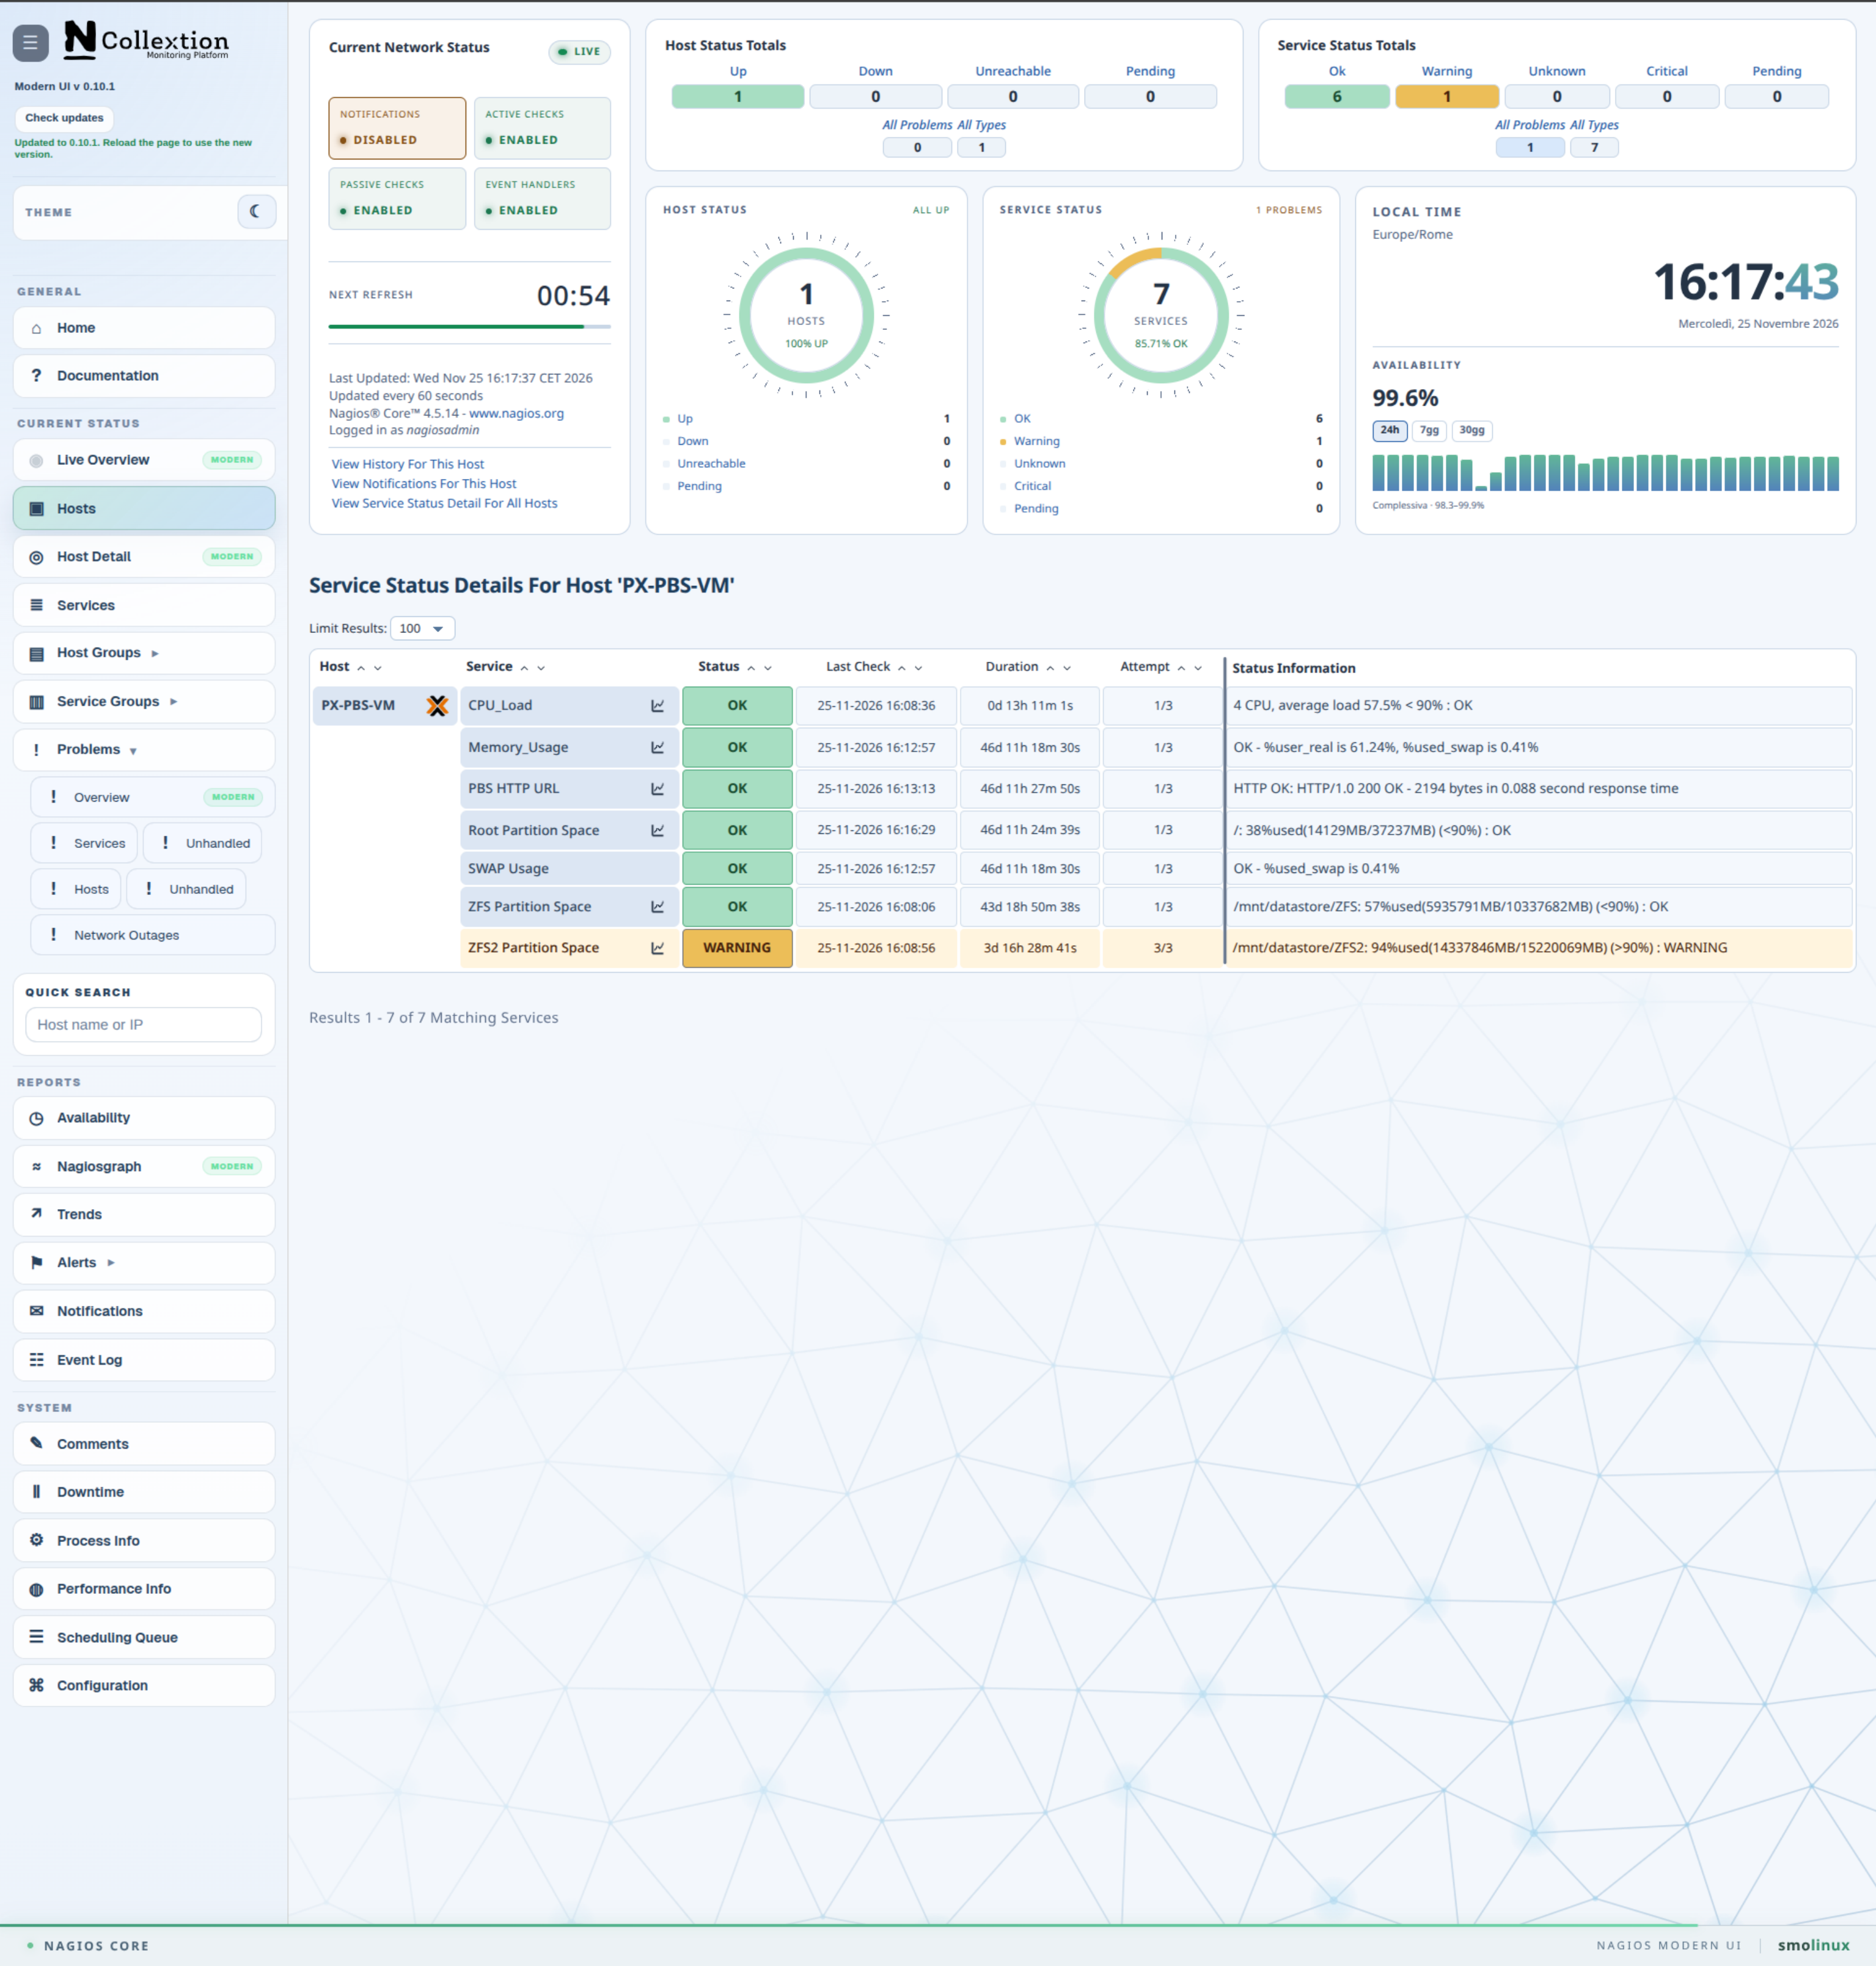 N Collextion
Monitoring Platform
Modern UI v 0.10.1
Check updates
Updated to 0.10.1. Reload the page to use the new
version.
THEME
GENERAL
Home
Documentation
CURRENT STATUS
Live Overview MODERN
Hosts
Host Detail MODERN
Services
Host Groups
Service Groups
Problems
Overview MODERN
Services Unhandled
Hosts Unhandled
Network Outages
QUICK SEARCH
Host name or IP
REPORTS
Availability
Nagiosgraph MODERN
Trends
Alerts
Notifications
Event Log
SYSTEM
Comments
Downtime
Process Info
Performance Info
Scheduling Queue
Configuration
Current Network Status LIVE
NOTIFICATIONS
DISABLED
ACTIVE CHECKS
ENABLED
PASSIVE CHECKS
ENABLED
EVENT HANDLERS
ENABLED
NEXT REFRESH 00:54
Last Updated: Wed Nov 25 16:17:37 CET 2026
Updated every 60 seconds
Nagios® Core™ 4.5.14 - www.nagios.org
Logged in as nagiosadmin
View History For This Host
View Notifications For This Host
View Service Status Detail For All Hosts
Host Status Totals
Up Down Unreachable Pending
1 0 0 0
All Problems All Types
0 1
Service Status Totals
Ok Warning Unknown Critical Pending
6 1 0 0 0
All Problems All Types
1 7
HOST STATUS ALL UP
1
HOSTS
100% UP
Up 1
Down 0
Unreachable 0
Pending 0
SERVICE STATUS 1 PROBLEMS
7
SERVICES
85.71% OK
OK 6
Warning 1
Unknown 0
Critical 0
Pending 0
LOCAL TIME
Europe/Rome
16:17:43
Mercoledì, 25 Novembre 2026
AVAILABILITY
99.6%
24h 7gg 30gg
Complessiva · 98.3–99.9%
Service Status Details For Host 'PX-PBS-VM'
Limit Results: 100
Host Service Status Last Check Duration Attempt Status Information
PX-PBS-VM CPU_Load OK 25-11-2026 16:08:36 0d 13h 11m 1s 1/3 4 CPU, average load 57.5% < 90% : OK
Memory_Usage OK 25-11-2026 16:12:57 46d 11h 18m 30s 1/3 OK - %user_real is 61.24%, %used_swap is 0.41%
PBS HTTP URL OK 25-11-2026 16:13:13 46d 11h 27m 50s 1/3 HTTP OK: HTTP/1.0 200 OK - 2194 bytes in 0.088 second response time
Root Partition Space OK 25-11-2026 16:16:29 46d 11h 24m 39s 1/3 /: 38%used(14129MB/37237MB) (<90%) : OK
SWAP Usage OK 25-11-2026 16:12:57 46d 11h 18m 30s 1/3 OK - %used_swap is 0.41%
ZFS Partition Space OK 25-11-2026 16:08:06 43d 18h 50m 38s 1/3 /mnt/datastore/ZFS: 57%used(5935791MB/10337682MB) (<90%) : OK
ZFS2 Partition Space WARNING 25-11-2026 16:08:56 3d 16h 28m 41s 3/3 /mnt/datastore/ZFS2: 94%used(14337846MB/15220069MB) (>90%) : WARNING
Results 1 - 7 of 7 Matching Services
NAGIOS CORE
NAGIOS MODERN UI smolinux